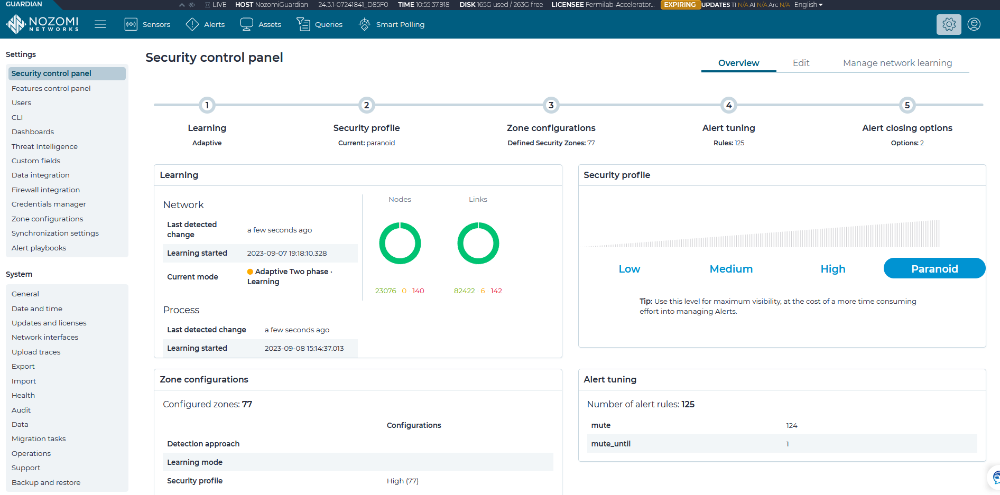 GUARDIAN
LIVE HOST NozomiGuardian 24.3.1-07241841_D85F0 TIME 10:55:37.918 DISK 165G used / 263G free LICENSEE Fermilab-Accelerator... EXPIRING UPDATES TI N/A AI N/A Arc N/A English
NOZOMI
NETWORKS
Sensors Alerts Assets Queries Smart Polling
Settings
Security control panel
Features control panel
Users
CLI
Dashboards
Threat Intelligence
Custom fields
Data integration
Firewall integration
Credentials manager
Zone configurations
Synchronization settings
Alert playbooks
System
General
Date and time
Updates and licenses
Network interfaces
Upload traces
Export
Import
Health
Audit
Data
Migration tasks
Operations
Support
Backup and restore
Security control panel
Overview Edit Manage network learning
1 2 3 4 5
Learning Security profile Zone configurations Alert tuning Alert closing options
Adaptive Current: paranoid Defined Security Zones: 77 Rules: 125 Options: 2
Learning
Network
Last detected
change
a few seconds ago
Learning started 2023-09-07 19:18:10.328
Current mode
Adaptive Two phase ·
Learning
Process
Last detected change a few seconds ago
Learning started 2023-09-08 15:14:37.013
Nodes Links
23076 0 140 82422 6 142
Security profile
Low Medium High Paranoid
Tip: Use this level for maximum visibility, at the cost of a more time consuming
effort into managing Alerts.
Zone configurations
Configured zones: 77
Configurations
Detection approach
Learning mode
Security profile High (77)
Alert tuning
Number of alert rules: 125
mute 124
mute_until 1